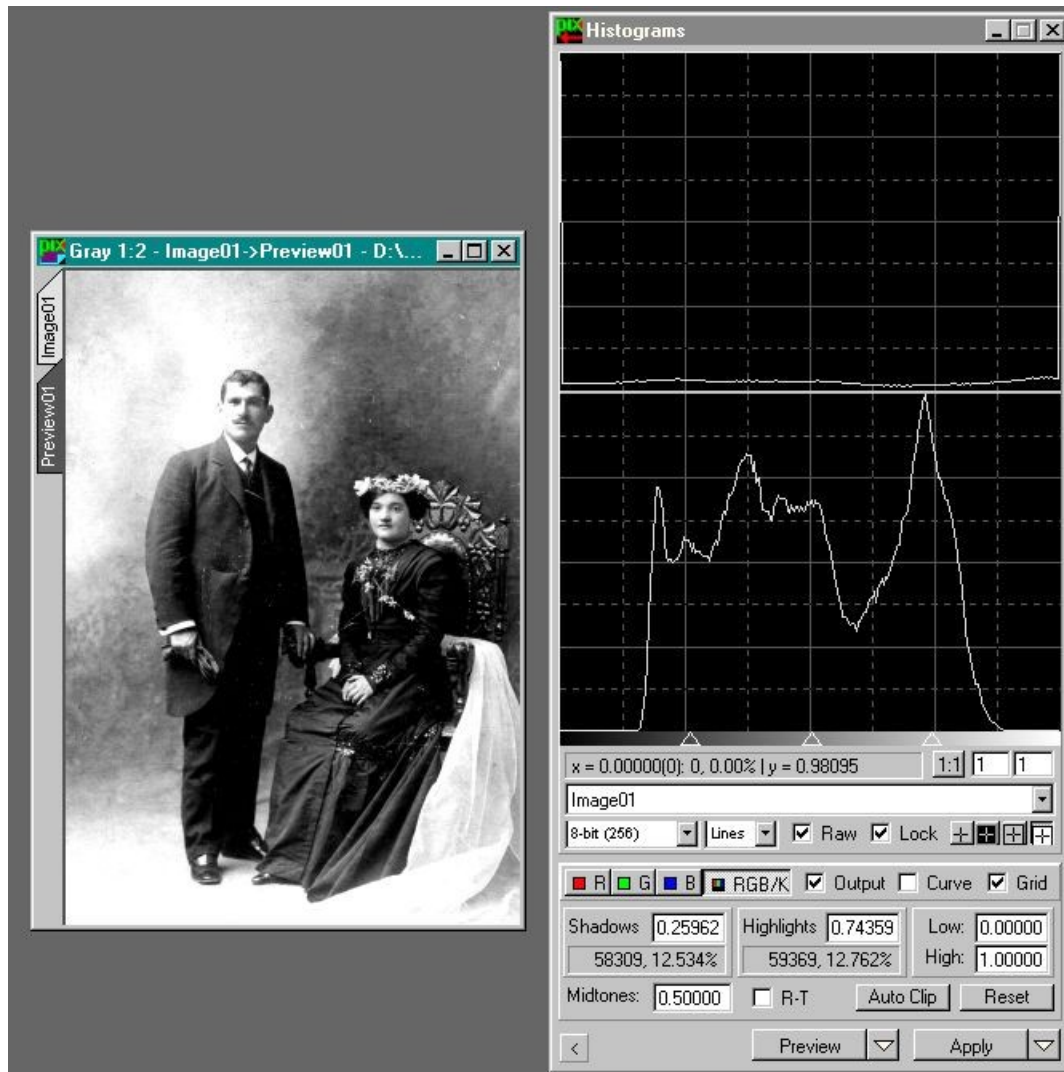 Histograms
Gray 1:2 - Image01->Preview01 - D:\...
Image01
Preview01
x = 0.00000(0): 0, 0.00% | y = 0.98095 1:1 1 1
Image01
8-bit (256) Lines Raw Lock
R G B RGB/K Output Curve Grid
Shadows 0.25962 Highlights 0.74359 Low: 0.00000
58309, 12.534% 59369, 12.762% High: 1.00000
Midtones: 0.50000 R-T Auto Clip Reset
< Preview Apply